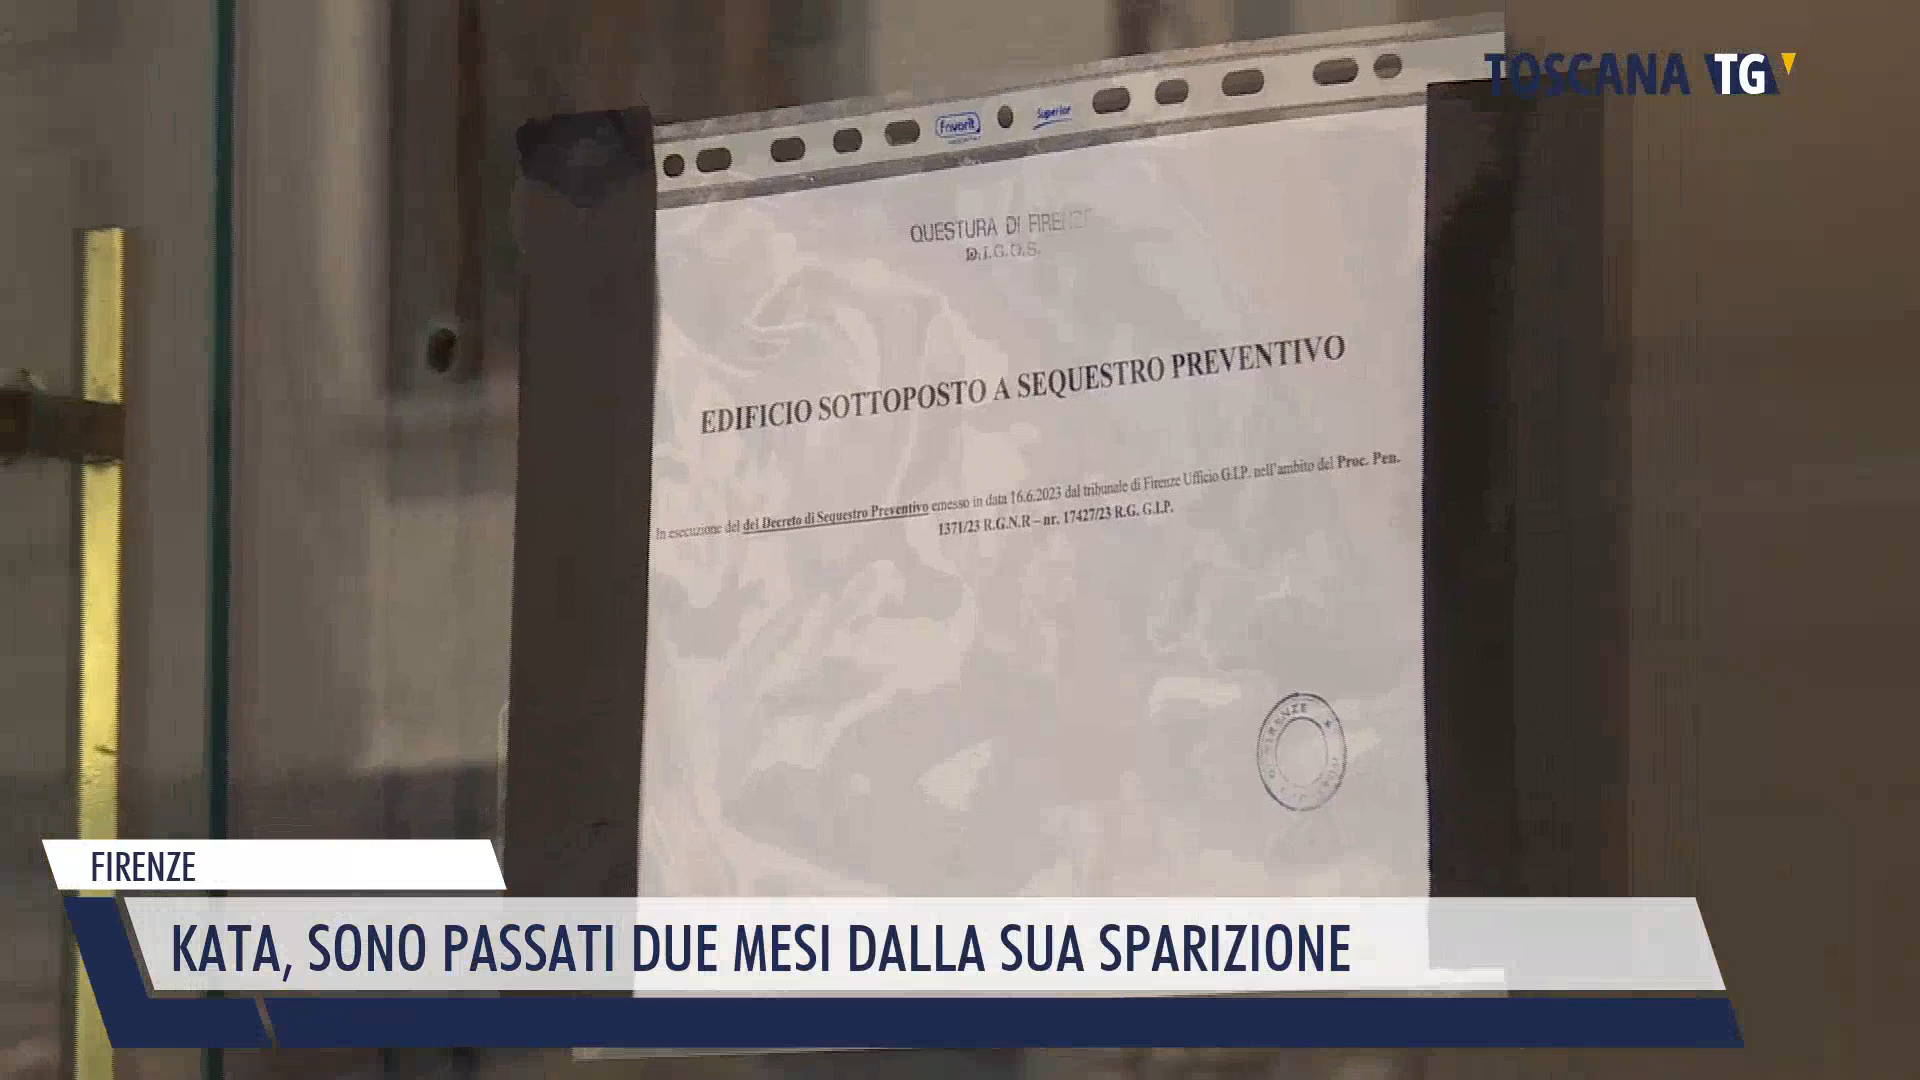 TOSCANA TG
Favorit
Superior
QUESTURA DI FIRENZE
D.I.G.O.S.
EDIFICIO SOTTOPOSTO A SEQUESTRO PREVENTIVO
In esecuzione del del Decreto di Sequestro Preventivo emesso in data 16.6.2023 dal tribunale di Firenze Ufficio G.I.P. nell'ambito del Proc. Pen.
1371/23 R.G.N.R – nr. 17427/23 R.G. G.I.P.
FIRENZE
FIRENZE
KATA, SONO PASSATI DUE MESI DALLA SUA SPARIZIONE